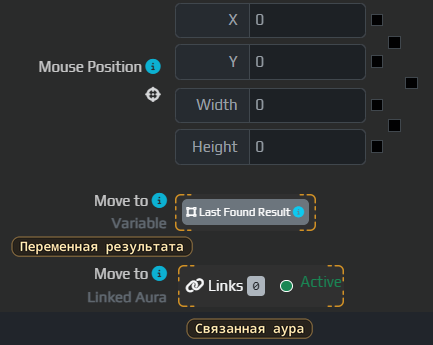 X 0
Mouse Position Y 0
Width 0
Height 0
Move to Last Found Result
Variable
Переменная результата
Move to Links 0 Active
Linked Aura
Связанная аура